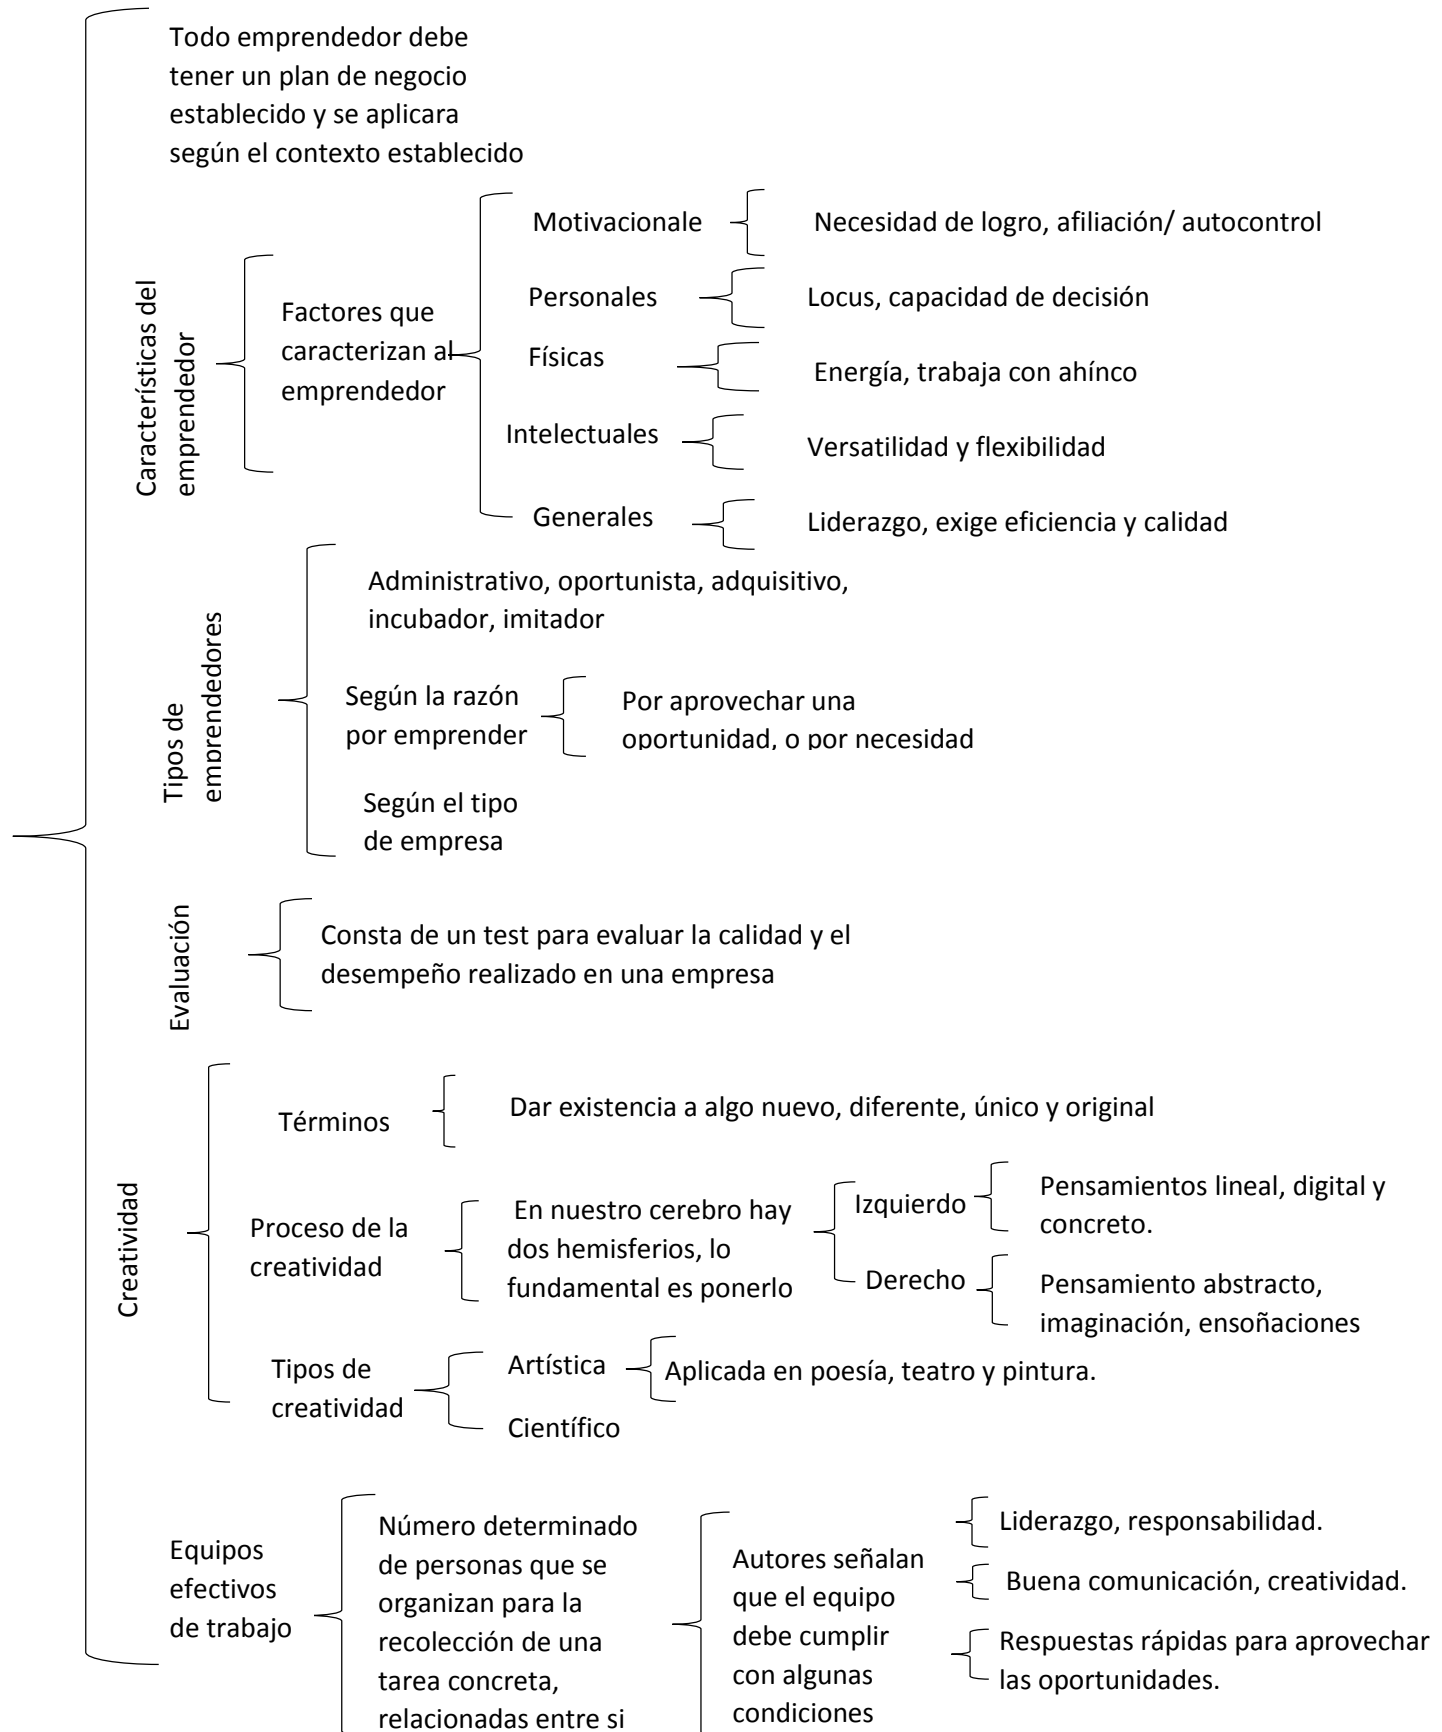 Todo emprendedor debe
tener un plan de negocio
establecido y se aplicara
según el contexto establecido
Características del
emprendedor
Factores que
caracterizan al
emprendedor
Motivacionale
Necesidad de logro, afiliación/ autocontrol
Personales
Locus, capacidad de decisión
Físicas
Energía, trabaja con ahínco
Intelectuales
Versatilidad y flexibilidad
Generales
Liderazgo, exige eficiencia y calidad
Tipos de
emprendedores
Administrativo, oportunista, adquisitivo,
incubador, imitador
Según la razón
por emprender
Por aprovechar una
oportunidad, o por necesidad
Según el tipo
de empresa
Evaluación
Consta de un test para evaluar la calidad y el
desempeño realizado en una empresa
Creatividad
Términos
Dar existencia a algo nuevo, diferente, único y original
Proceso de la
creatividad
En nuestro cerebro hay
dos hemisferios, lo
fundamental es ponerlo
Izquierdo
Pensamientos lineal, digital y
concreto.
Derecho
Pensamiento abstracto,
imaginación, ensoñaciones
Tipos de
creatividad
Artística
Aplicada en poesía, teatro y pintura.
Científico
Equipos
efectivos
de trabajo
Número determinado
de personas que se
organizan para la
recolección de una
tarea concreta,
relacionadas entre si
Autores señalan
que el equipo
debe cumplir
con algunas
condiciones
Liderazgo, responsabilidad.
Buena comunicación, creatividad.
Respuestas rápidas para aprovechar
las oportunidades.